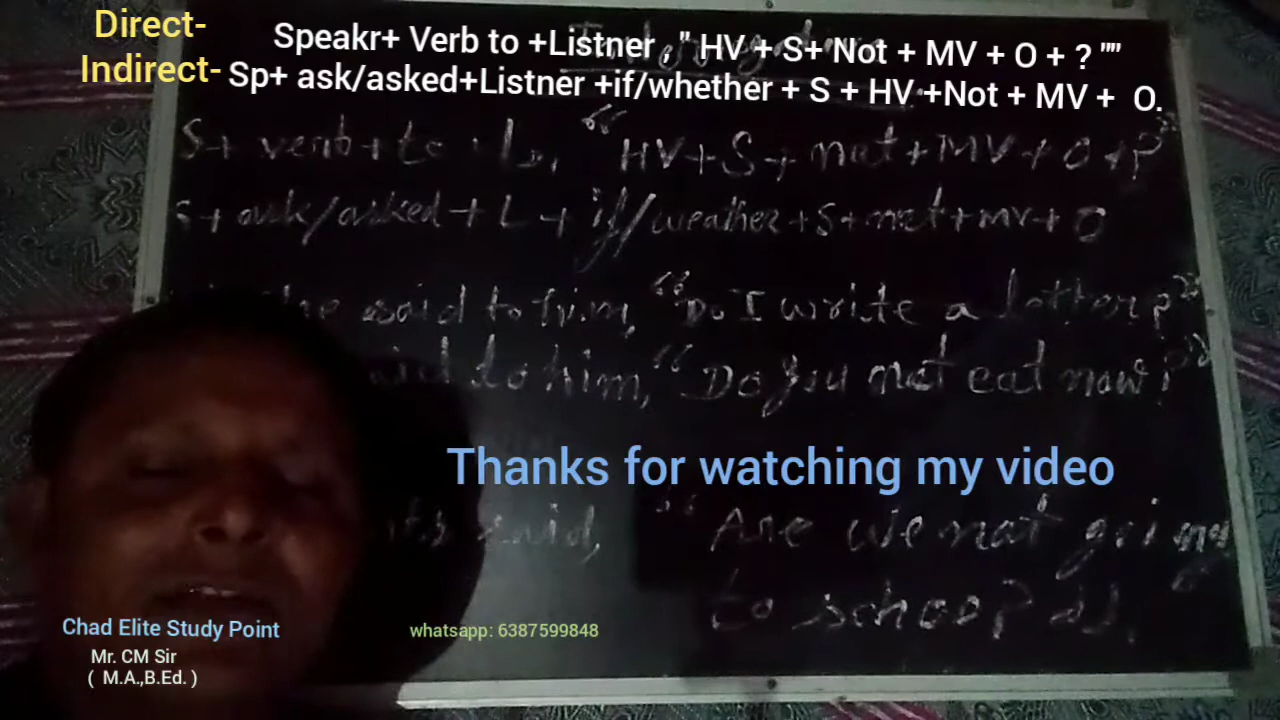 Direct-
Speakr+ Verb to +Listner ," HV + S+ Not + MV + O + ? """
Indirect-
Sp+ ask/asked+Listner +if/whether + S + HV +Not + MV + O.
S+ verb + to + L, "HV+S+ not+MV+O+?"
S+ ask/asked + L + if/weather+S+not+mv+O
he said to him, "Do I write a letter?"
said to him, "Do you not eat now?"
Thanks for watching my video
said, "Are we not going
to school?"
Chad Elite Study Point
whatsapp: 6387599848
Mr. CM Sir
( M.A.,B.Ed. )